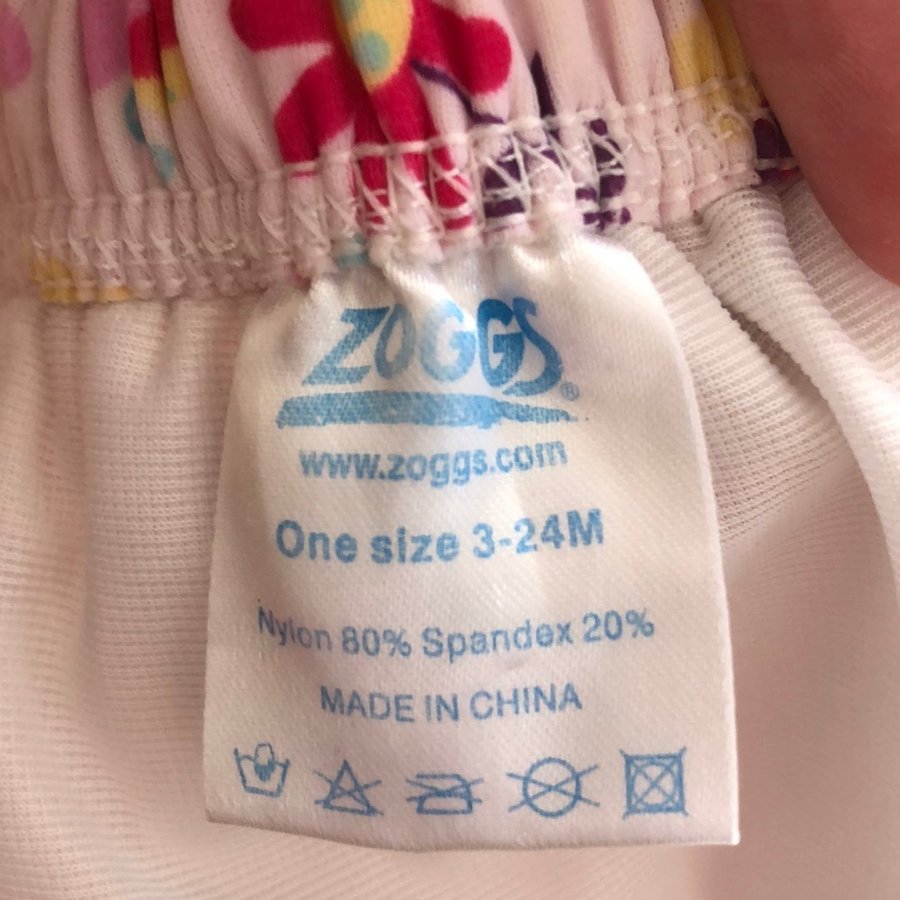 ZOGGS®
www.zoggs.com
One size 3-24M
Nylon 80% Spandex 20%
MADE IN CHINA